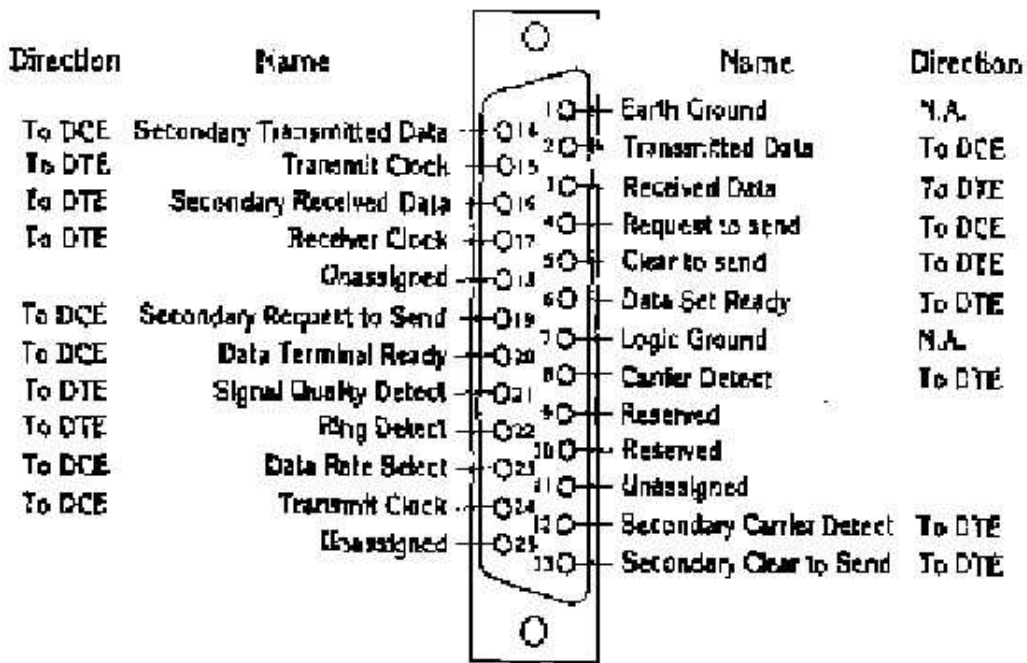 Direction Name Name Direction
1 Earth Ground N.A.
To DCE Secondary Transmitted Data 14
2 Transmitted Data To DCE
To DTE Transmit Clock 15
3 Received Data To DTE
To DTE Secondary Received Data 16
4 Request to send To DCE
To DTE Receiver Clock 17
5 Clear to send To DTE
Unassigned 18
6 Data Set Ready To DTE
To DCE Secondary Request to Send 19
7 Logic Ground N.A.
To DCE Data Terminal Ready 20
8 Carrier Detect To DTE
To DTE Signal Quality Detect 21
9 Reserved
To DTE Ring Detect 22
10 Reserved
To DCE Data Rate Select 23
11 Unassigned
To DCE Transmit Clock 24
12 Secondary Carrier Detect To DTE
Unassigned 25
13 Secondary Clear to Send To DTE